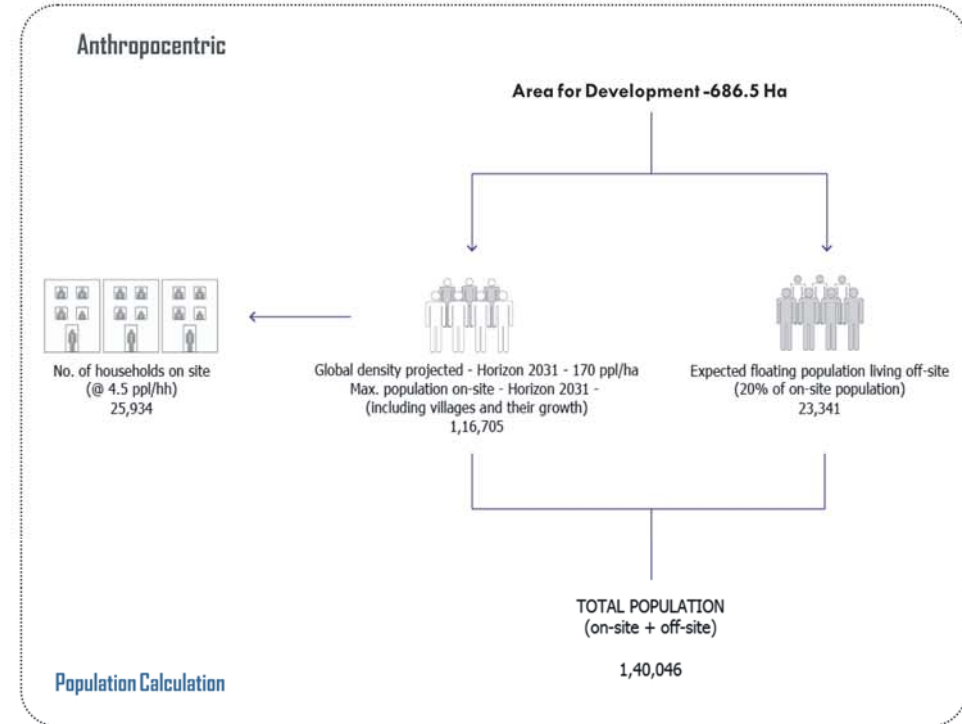 Anthropocentric
Area for Development -686.5 Ha
No. of households on site
(@ 4.5 ppl/hh)
25,934
Global density projected - Horizon 2031 - 170 ppl/ha
Max. population on-site - Horizon 2031 -
(including villages and their growth)
1,16,705
Expected floating population living off-site
(20% of on-site population)
23,341
TOTAL POPULATION
(on-site + off-site)
1,40,046
Population Calculation